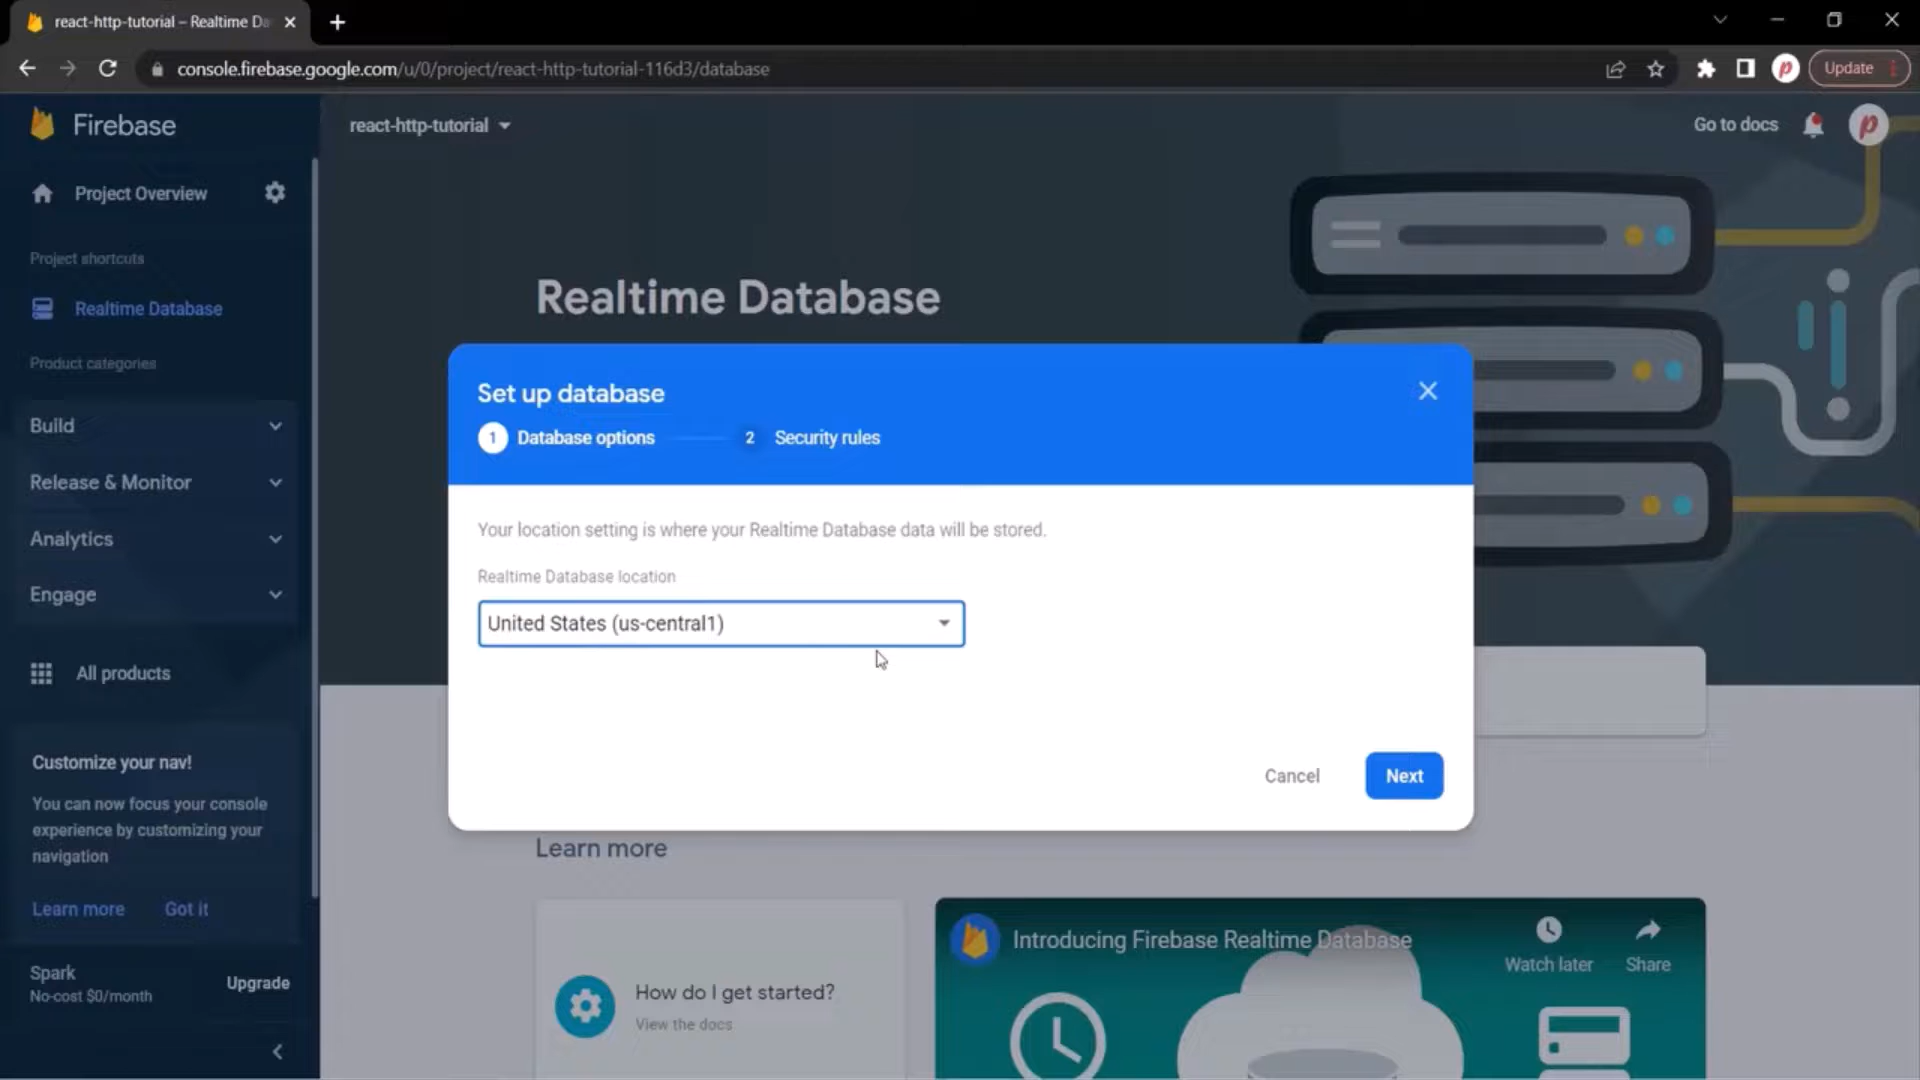 react-http-tutorial – Realtime Da
console.firebase.google.com/u/0/project/react-http-tutorial-116d3/database
Update
Firebase
react-http-tutorial
Go to docs
Project Overview
Project shortcuts
Realtime Database
Product categories
Build
Release & Monitor
Analytics
Engage
All products
Customize your nav!
You can now focus your console
experience by customizing your
navigation
Learn more Got it
Spark
No-cost $0/month
Upgrade
Realtime Database
Set up database
1 Database options 2 Security rules
Your location setting is where your Realtime Database data will be stored.
Realtime Database location
United States (us-central1)
Cancel Next
Learn more
How do I get started?
View the docs
Introducing Firebase Realtime Database
Watch later
Share